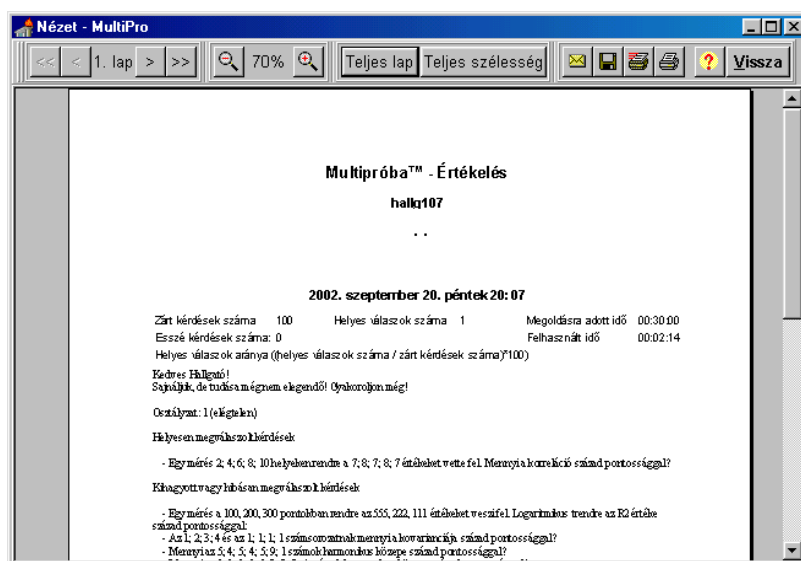 Nézet - MultiPro
<< < 1. lap > >> 70% Teljes lap Teljes szélesség ? Vissza
Multipróba™ - Értékelés
hallg107
. .
2002. szeptember 20. péntek 20:07
Zárt kérdések száma 100 Helyes válaszok száma 1 Megoldásra adott idő 00:30:00
Esszé kérdések száma: 0 Felhasznált idő 00:02:14
Helyes válaszok aránya ((helyes válaszok száma / zárt kérdések száma)*100)
Kedves Hallgató!
Sajnáljuk, de tudása mégnem elegendő! Gyakoroljon még!
Osztályzat: 1 (elégtelen)
Helyesen megválaszolt kérdések
- Egy mérés 2; 4; 6; 8; 10 helyeken rendre a 7; 8; 7; 8; 7 értékeket vette fel. Mennyi a korreláció század pontossággal?
Kihagyott vagy hibásan megválaszolt kérdések
- Egy mérés a 100, 200, 300 pontokban rendre az 555, 222, 111 értékeket veszi fel. Logaritmikus trendre az R2 értéke
század pontossággal:
- Az 1; 2; 3; 4 és az 1; 1; 1; 1 számsorozatnak mennyi a kovarianciája század pontossággal?
- Mennyi az 5; 4; 5; 4; 5; 9; 1 számok harmonikus közepe század pontossággal?